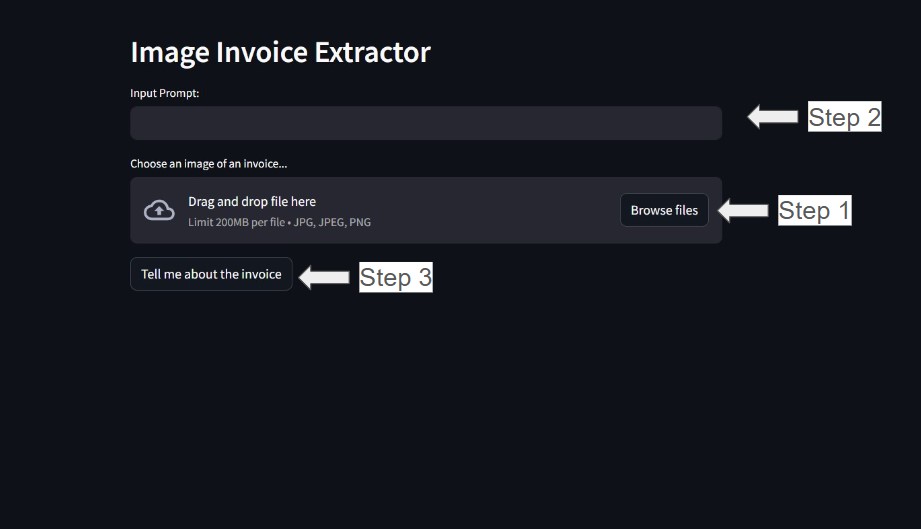 Image Invoice Extractor
Input Prompt:
Step 2
Choose an image of an invoice...
Drag and drop file here
Limit 200MB per file • JPG, JPEG, PNG
Browse files
Step 1
Tell me about the invoice
Step 3